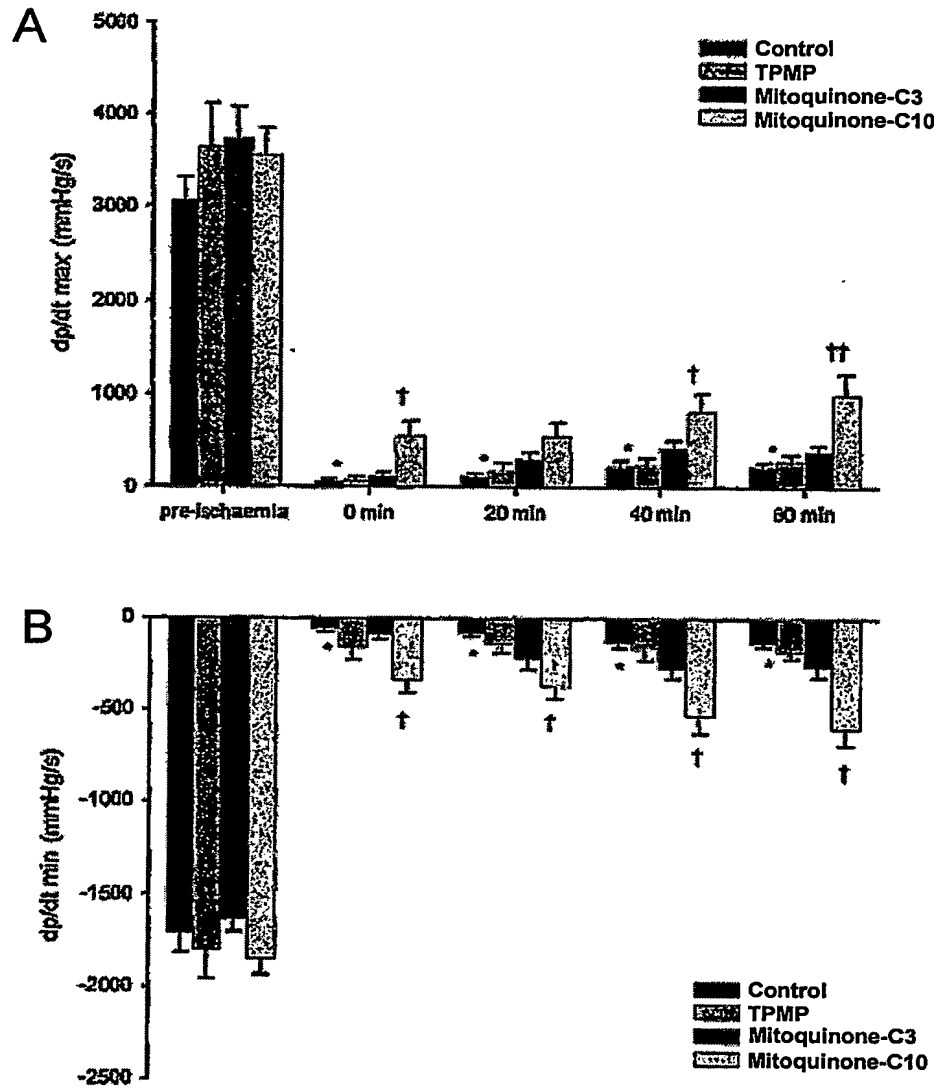 A
5000
4000
3000
2000
1000
0
dp/dt max (mmHg/s)
Control
TPMP
Mitoquinone-C3
Mitoquinone-C10
†
†
††
*
*
*
*
pre-ischaemia 0 min 20 min 40 min 60 min
B
0
-500
-1000
-1500
-2000
-2500
dp/dt min (mmHg/s)
*
*
*
*
†
†
†
†
Control
TPMP
Mitoquinone-C3
Mitoquinone-C10